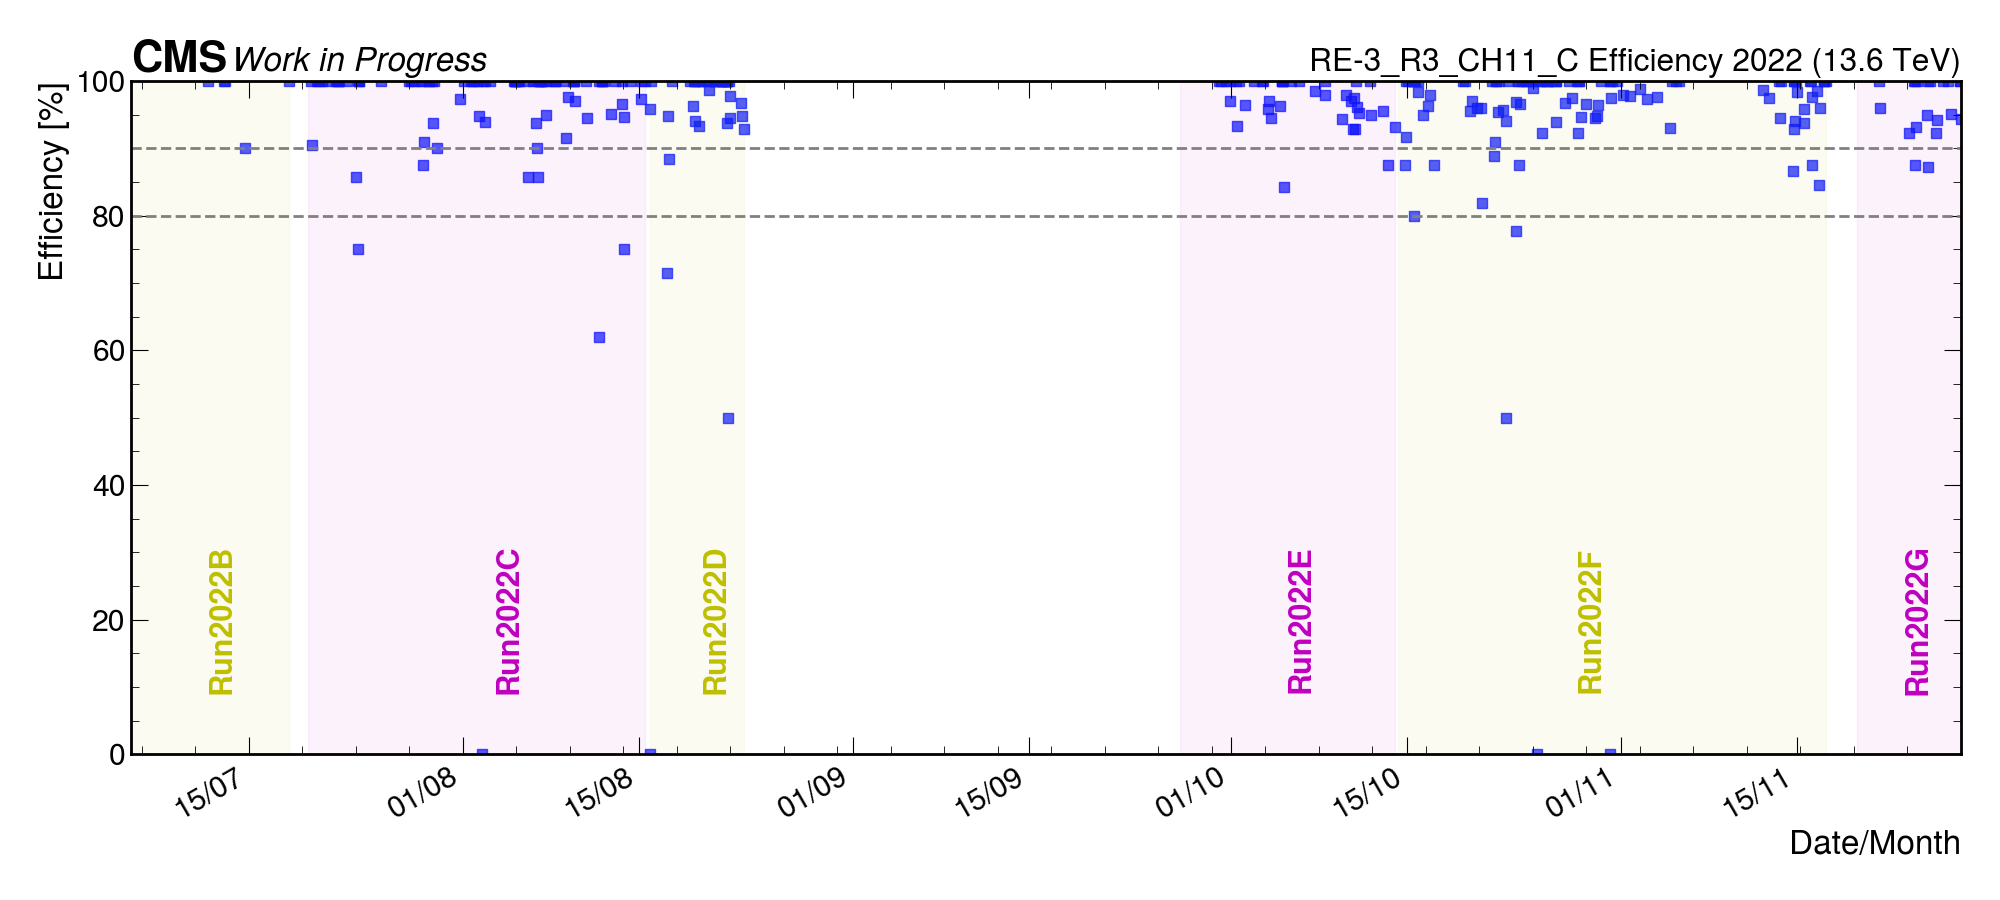 CMS Work in Progress
RE-3_R3_CH11_C Efficiency 2022 (13.6 TeV)
Efficiency [%]
100
80
60
40
20
0
Run2022B
Run2022C
Run2022D
Run2022E
Run2022F
Run2022G
15/07
01/08
15/08
01/09
15/09
01/10
15/10
01/11
15/11
Date/Month